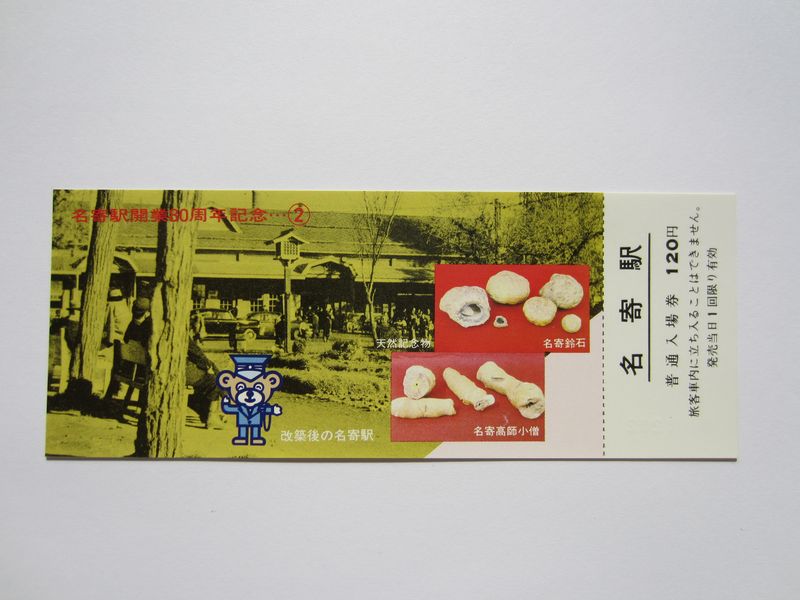 名寄駅開業80周年記念…②
天然記念物
名寄鈴石
名寄高師小僧
改築後の名寄駅
名寄駅
普通入場券 120円
旅客車内に立ち入ることはできません。
発売当日1回限り有効